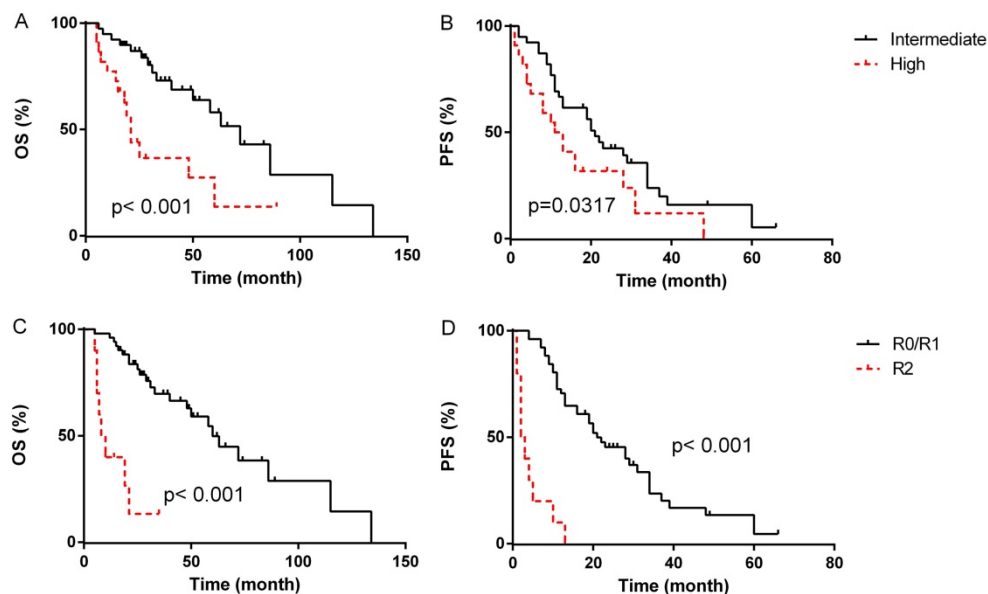 A
OS (%)
100
50
0
p< 0.001
0
50
100
150
Time (month)
B
PFS (%)
100
50
0
p=0.0317
0
20
40
60
80
Time (month)
Intermediate
High
C
OS (%)
100
50
0
p< 0.001
0
50
100
150
Time (month)
D
PFS (%)
100
50
0
p< 0.001
0
20
40
60
80
Time (month)
R0/R1
R2